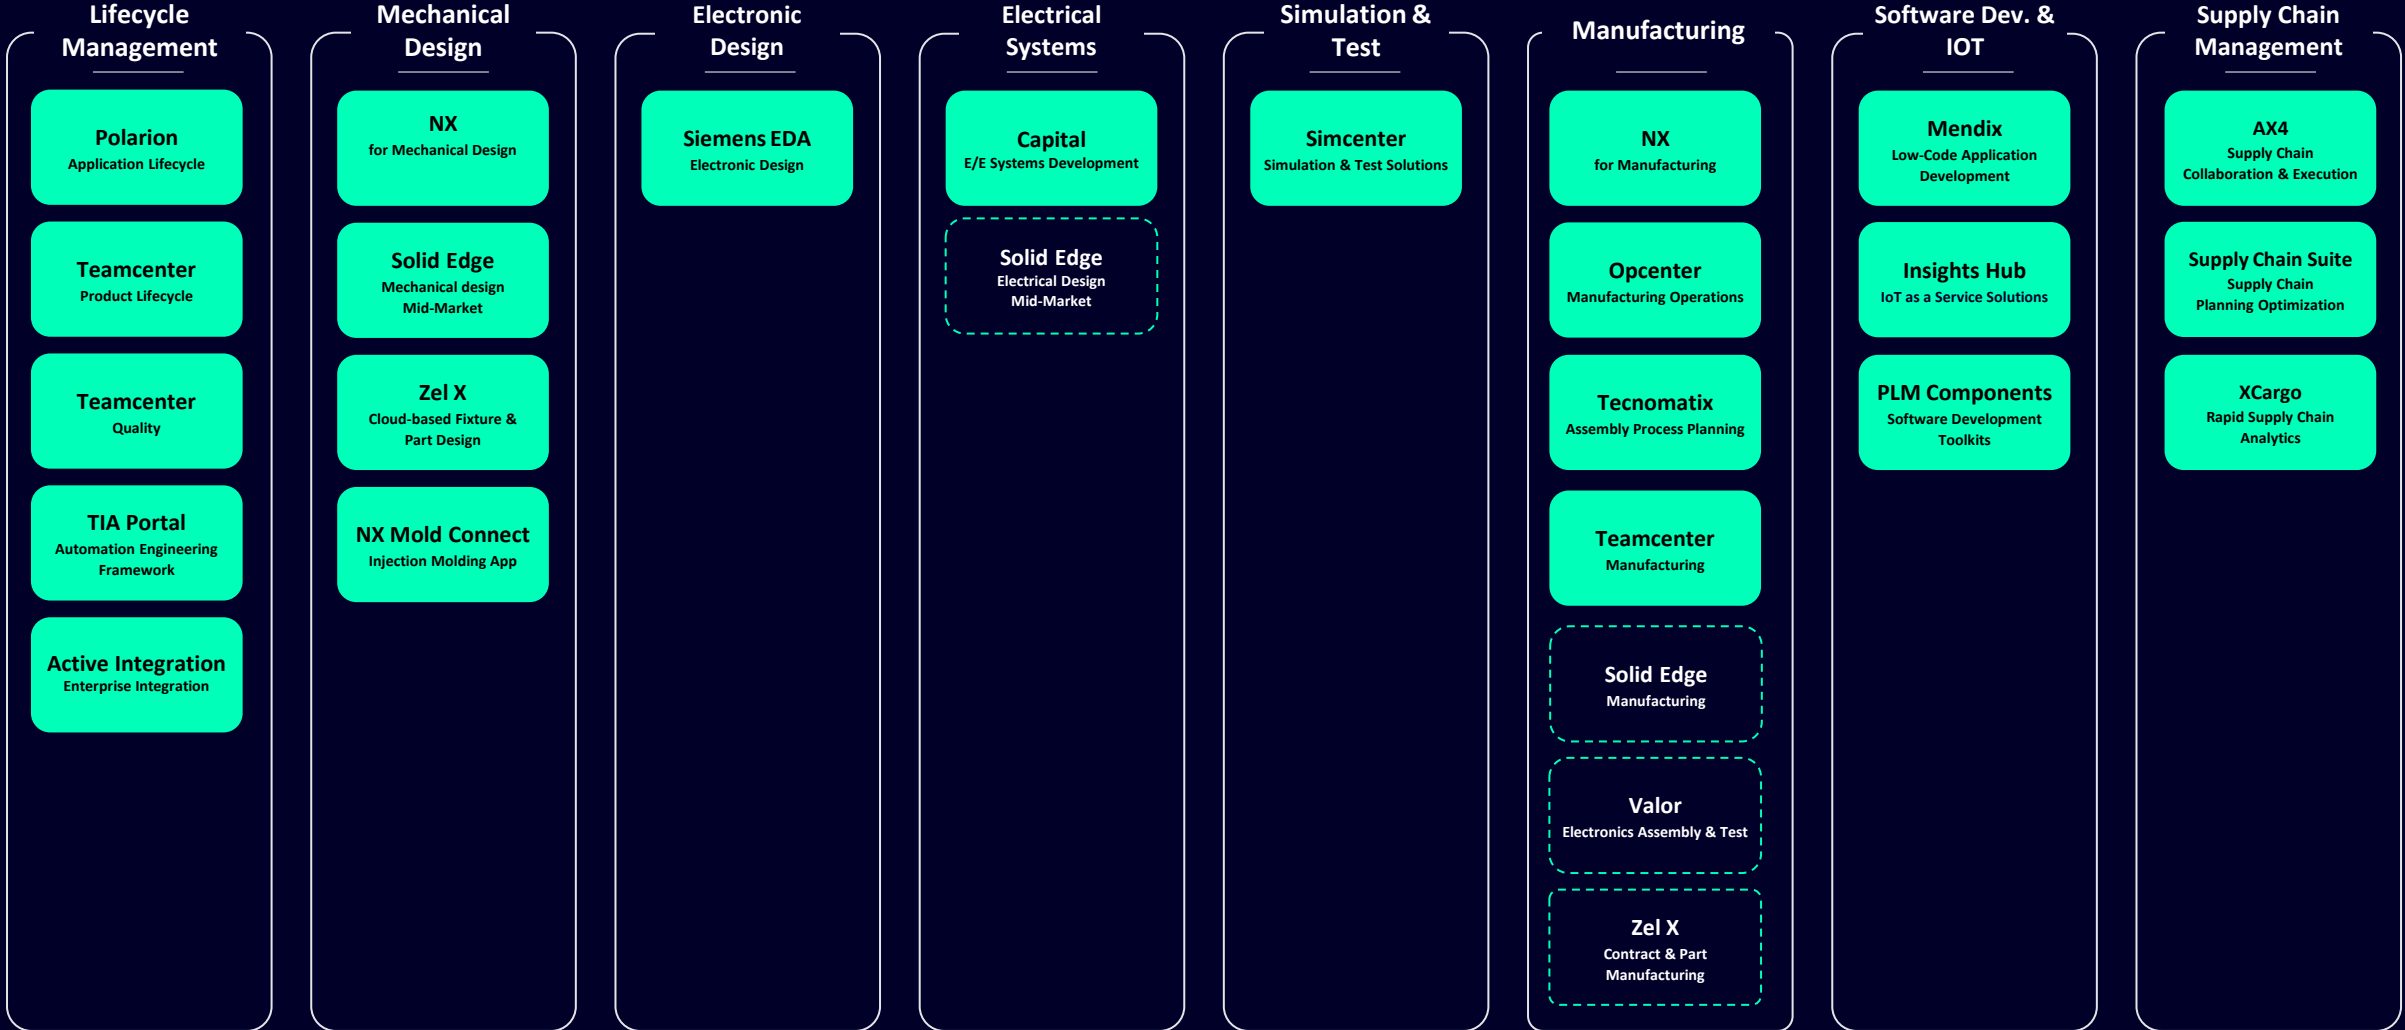 Lifecycle
Management
Polarion
Application Lifecycle
Teamcenter
Product Lifecycle
Teamcenter
Quality
TIA Portal
Automation Engineering
Framework
Active Integration
Enterprise Integration
Mechanical
Design
NX
for Mechanical Design
Solid Edge
Mechanical design
Mid-Market
Zel X
Cloud-based Fixture &
Part Design
NX Mold Connect
Injection Molding App
Electronic
Design
Siemens EDA
Electronic Design
Electrical
Systems
Capital
E/E Systems Development
Solid Edge
Electrical Design
Mid-Market
Simulation &
Test
Simcenter
Simulation & Test Solutions
Manufacturing
NX
for Manufacturing
Opcenter
Manufacturing Operations
Tecnomatix
Assembly Process Planning
Teamcenter
Manufacturing
Solid Edge
Manufacturing
Valor
Electronics Assembly & Test
Zel X
Contract & Part
Manufacturing
Software Dev. &
IOT
Mendix
Low-Code Application
Development
Insights Hub
IoT as a Service Solutions
PLM Components
Software Development
Toolkits
Supply Chain
Management
AX4
Supply Chain
Collaboration & Execution
Supply Chain Suite
Supply Chain
Planning Optimization
XCargo
Rapid Supply Chain
Analytics